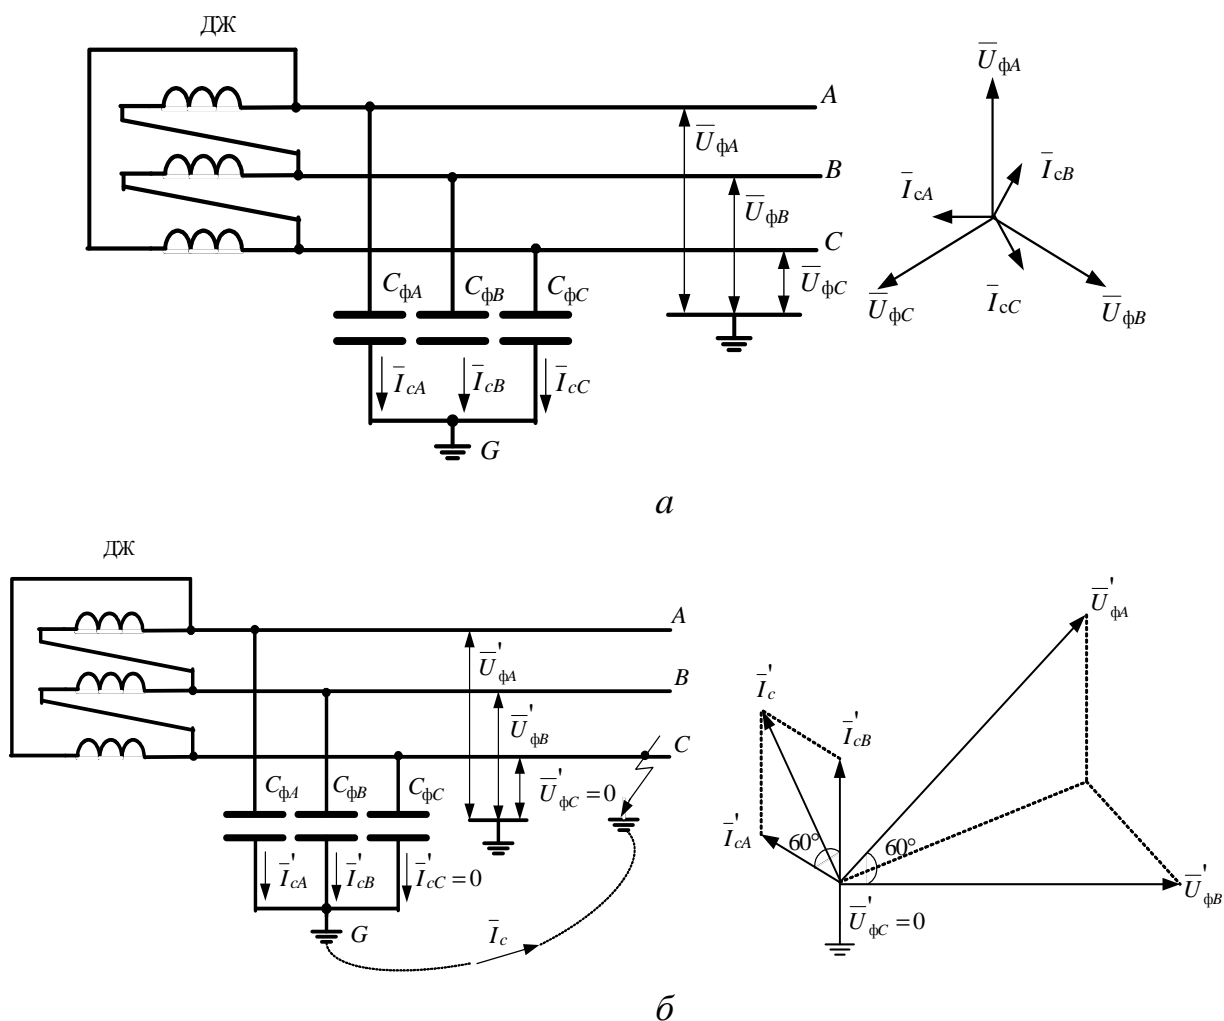 ДЖ
A
B
C
U̅фA
U̅фB
U̅фC
CфA
CфB
CфC
I̅cA
I̅cB
I̅cC
G
U̅фA
I̅cB
I̅cA
U̅фC
I̅cC
U̅фB
а
ДЖ
A
B
C
U̅'фA
U̅'фB
U̅'фC = 0
CфA
CфB
CфC
I̅'cA
I̅'cB
I̅'cC = 0
G
I̅c
U̅'фA
I̅'c
I̅'cB
I̅'cA
60°
60°
U̅'фB
U̅'фC = 0
б